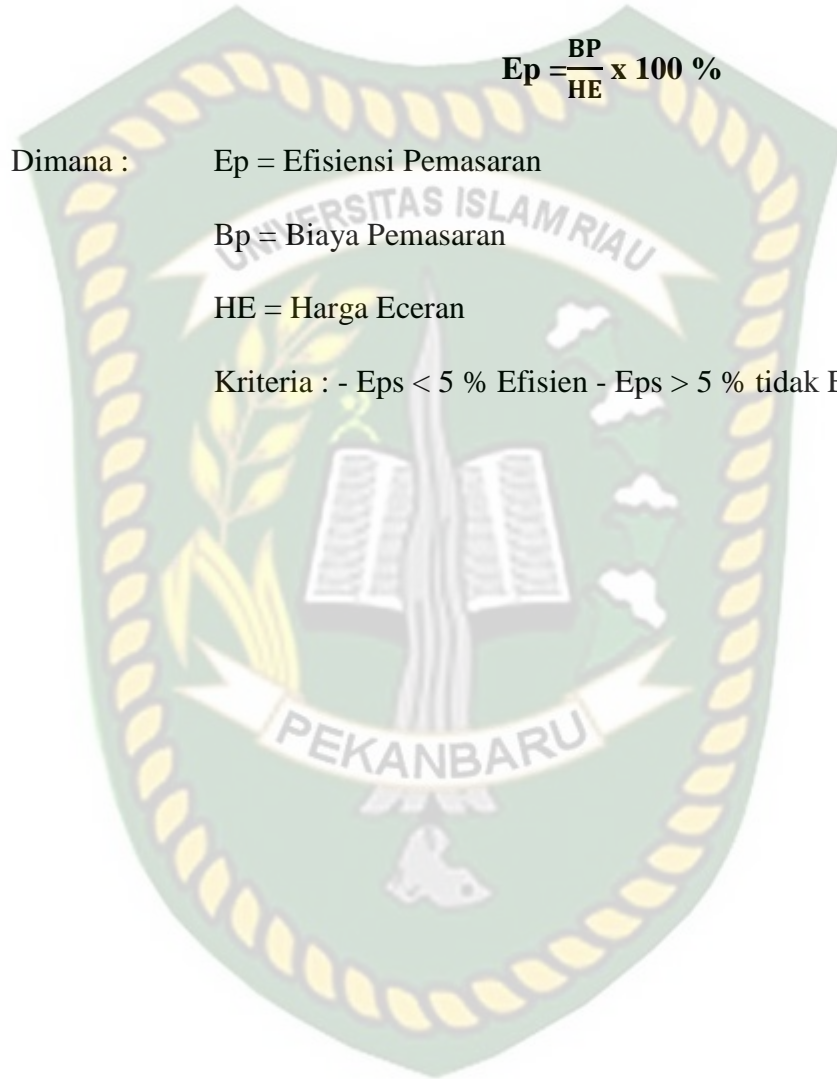 Ep = BP/HE x 100 %
Dimana : Ep = Efisiensi Pemasaran
UNIVERSITAS ISLAM RIAU
Bp = Biaya Pemasaran
HE = Harga Eceran
Kriteria : - Eps < 5 % Efisien - Eps > 5 % tidak
PEKANBARU